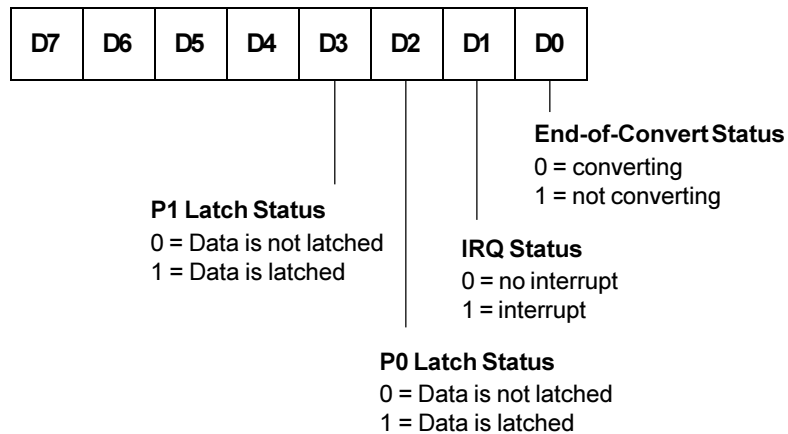 D7 D6 D5 D4 D3 D2 D1 D0
End-of-Convert Status
0 = converting
1 = not converting
P1 Latch Status
0 = Data is not latched
1 = Data is latched
IRQ Status
0 = no interrupt
1 = interrupt
P0 Latch Status
0 = Data is not latched
1 = Data is latched